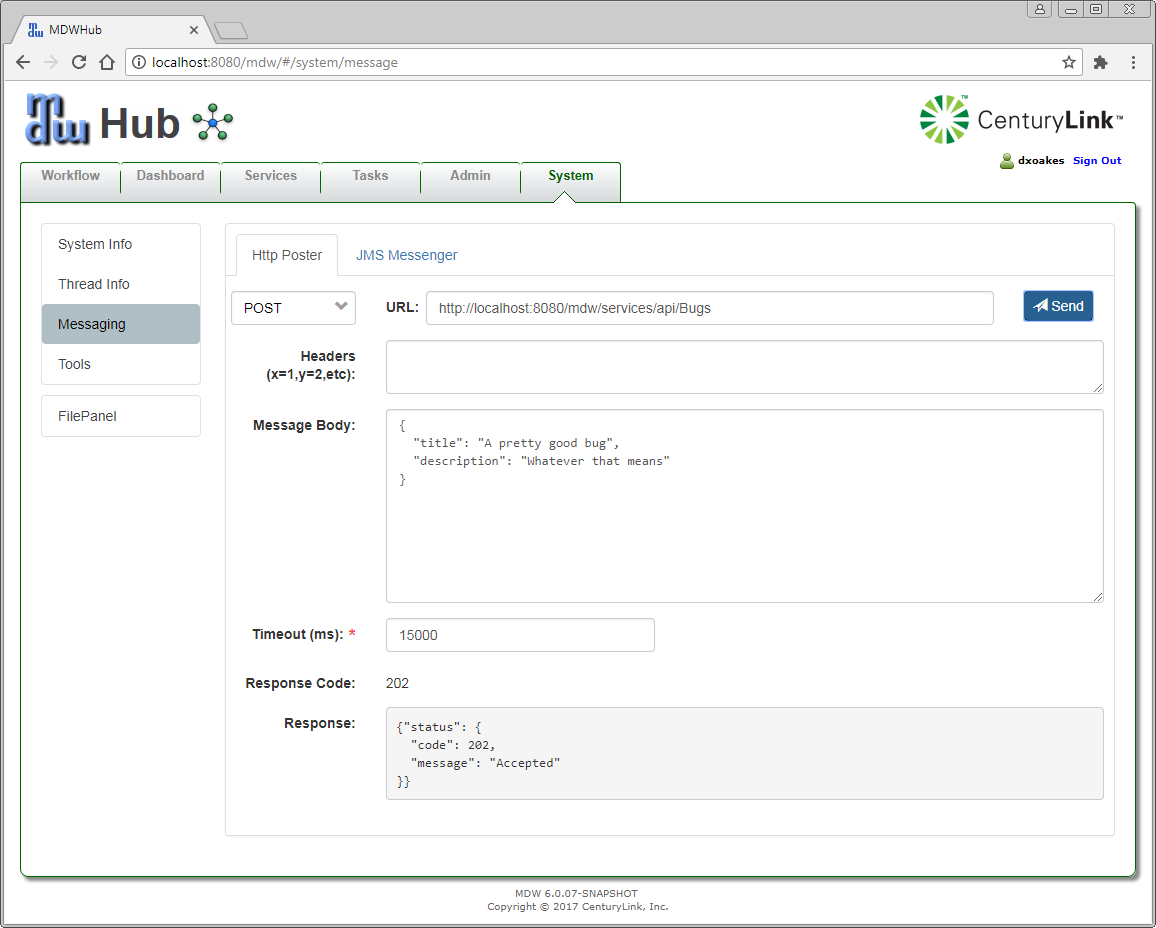 MDWHub
localhost:8080/mdw/#/system/message
mdw Hub
CenturyLink™
dxoakes Sign Out
Workflow Dashboard Services Tasks Admin System
System Info
Thread Info
Messaging
Tools
FilePanel
Http Poster JMS Messenger
POST URL: http://localhost:8080/mdw/services/api/Bugs Send
Headers
(x=1,y=2,etc):
Message Body:
{
  "title": "A pretty good bug",
  "description": "Whatever that means"
}
Timeout (ms): * 15000
Response Code: 202
Response:
{"status": {
  "code": 202,
  "message": "Accepted"
}}
MDW 6.0.07-SNAPSHOT
Copyright © 2017 CenturyLink, Inc.